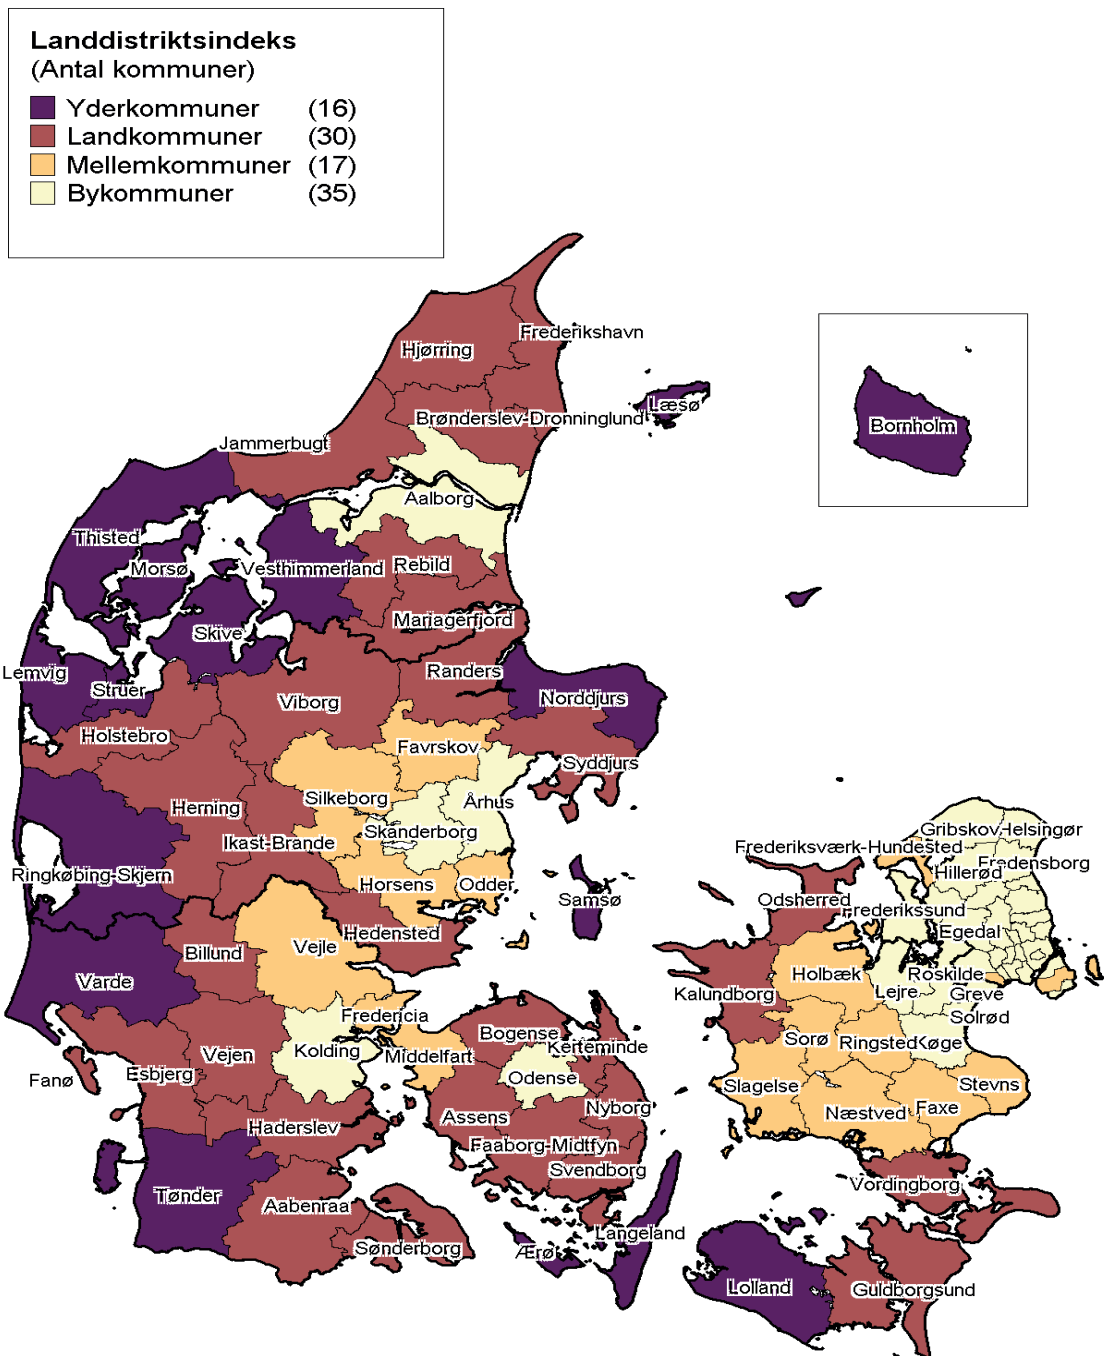 Landdistriktsindeks
(Antal kommuner)
Yderkommuner (16)
Landkommuner (30)
Mellemkommuner (17)
Bykommuner (35)
Frederikshavn
Hjørring
Læsø
Brønderslev-Dronninglund
Bornholm
Jammerbugt
Aalborg
Thisted
Morsø
Vesthimmerland
Rebild
Mariagerfjord
Skive
Lemvig
Struer
Randers
Viborg
Norddjurs
Holstebro
Favrskov
Syddjurs
Silkeborg
Århus
Herning
Skanderborg
Ikast-Brande
Gribskov
Helsingør
Frederiksværk-Hundested
Fredensborg
Hillerød
Ringkøbing-Skjern
Horsens
Odder
Samsø
Odsherred
Frederikssund
Hedensted
Egedal
Vejle
Billund
Varde
Holbæk
Roskilde
Lejre
Greve
Kalundborg
Fredericia
Solrød
Bogense
Kerteminde
Sorø
Ringsted
Køge
Vejen
Kolding
Middelfart
Fanø
Esbjerg
Odense
Slagelse
Stevns
Nyborg
Næstved
Faxe
Assens
Haderslev
Faaborg-Midtfyn
Svendborg
Vordingborg
Tønder
Aabenraa
Langeland
Sønderborg
Ærø
Lolland
Guldborgsund